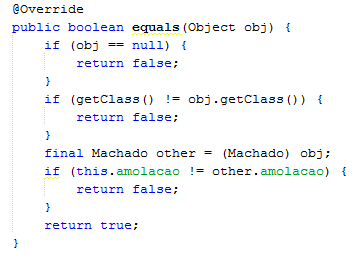 @Override
public boolean equals(Object obj) {
    if (obj == null) {
        return false;
    }
    if (getClass() != obj.getClass()) {
        return false;
    }
    final Machado other = (Machado) obj;
    if (this.amolacao != other.amolacao) {
        return false;
    }
    return true;
}